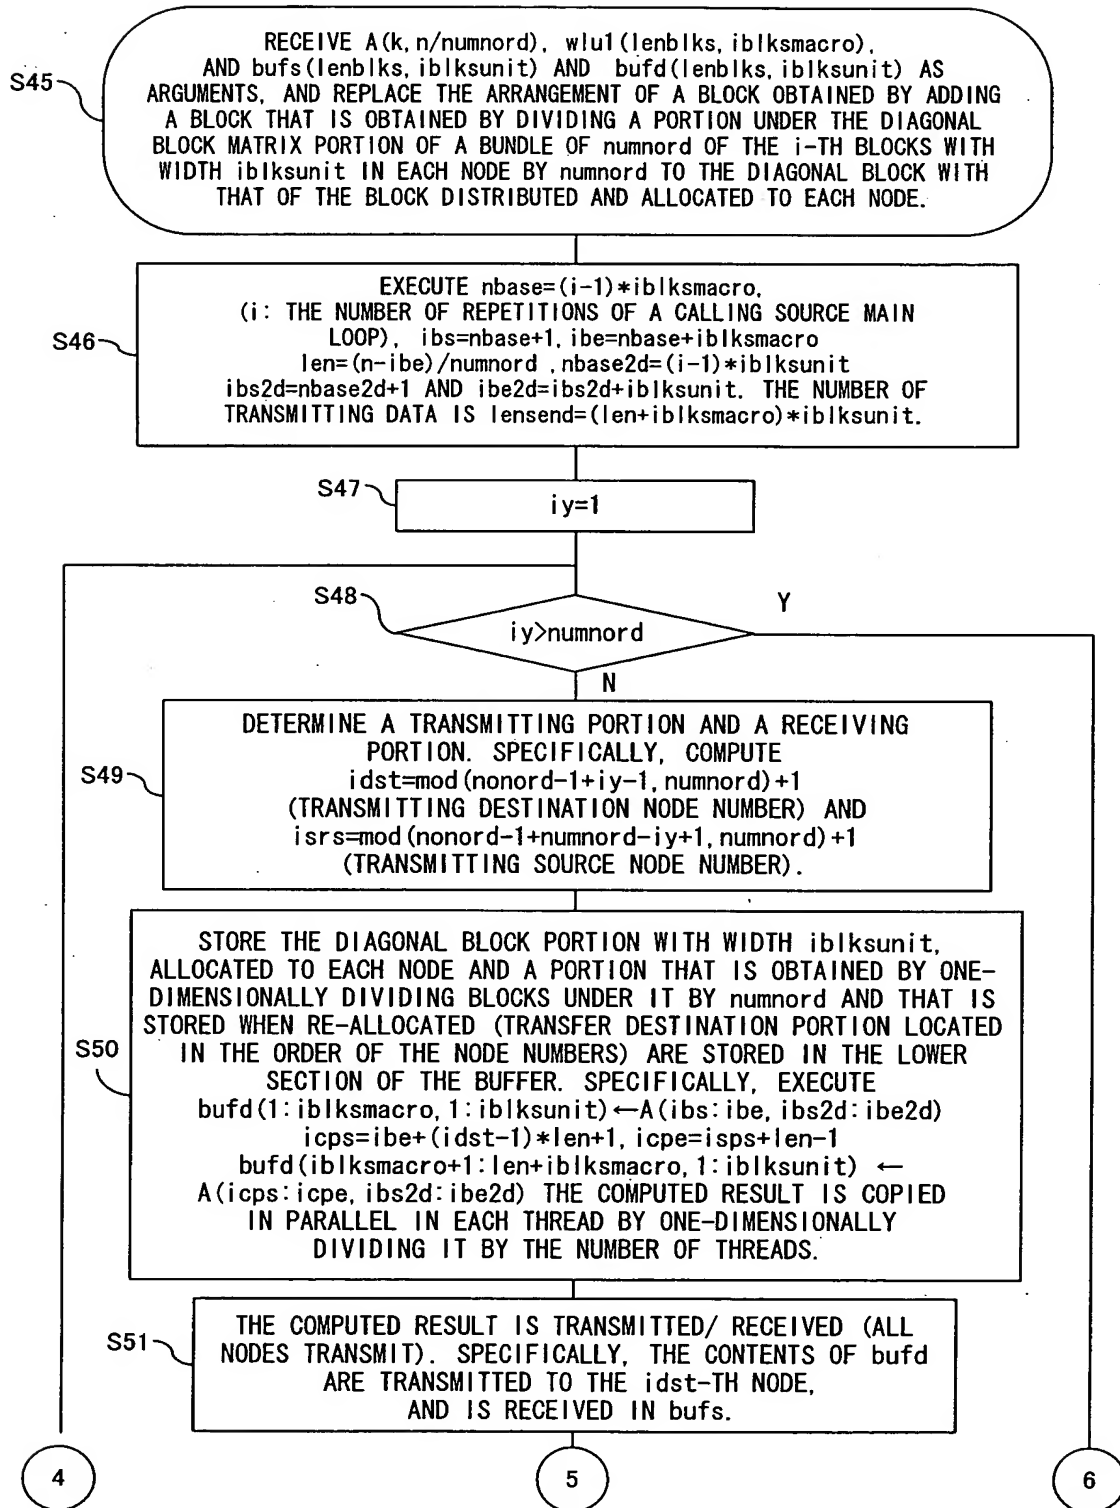 S45
RECEIVE A(k, n/numnord), wlu1(lenblks, iblksmacro),
AND bufs(lenblks, iblksunit) AND bufd(lenblks, iblksunit) AS
ARGUMENTS, AND REPLACE THE ARRANGEMENT OF A BLOCK OBTAINED BY ADDING
A BLOCK THAT IS OBTAINED BY DIVIDING A PORTION UNDER THE DIAGONAL
BLOCK MATRIX PORTION OF A BUNDLE OF numnord OF THE i-TH BLOCKS WITH
WIDTH iblksunit IN EACH NODE BY numnord TO THE DIAGONAL BLOCK WITH
THAT OF THE BLOCK DISTRIBUTED AND ALLOCATED TO EACH NODE.
S46
EXECUTE nbase=(i-1)*iblksmacro,
(i: THE NUMBER OF REPETITIONS OF A CALLING SOURCE MAIN
LOOP), ibs=nbase+1, ibe=nbase+iblksmacro
len=(n-ibe)/numnord ,nbase2d=(i-1)*iblksunit
ibs2d=nbase2d+1 AND ibe2d=ibs2d+iblksunit. THE NUMBER OF
TRANSMITTING DATA IS lensend=(len+iblksmacro)*iblksunit.
S47
iy=1
S48
iy>numnord
Y
N
S49
DETERMINE A TRANSMITTING PORTION AND A RECEIVING
PORTION. SPECIFICALLY, COMPUTE
idst=mod(nonord-1+iy-1, numnord)+1
(TRANSMITTING DESTINATION NODE NUMBER) AND
isrs=mod(nonord-1+numnord-iy+1, numnord)+1
(TRANSMITTING SOURCE NODE NUMBER).
S50
STORE THE DIAGONAL BLOCK PORTION WITH WIDTH iblksunit,
ALLOCATED TO EACH NODE AND A PORTION THAT IS OBTAINED BY ONE-
DIMENSIONALLY DIVIDING BLOCKS UNDER IT BY numnord AND THAT IS
STORED WHEN RE-ALLOCATED (TRANSFER DESTINATION PORTION LOCATED
IN THE ORDER OF THE NODE NUMBERS) ARE STORED IN THE LOWER
SECTION OF THE BUFFER. SPECIFICALLY, EXECUTE
bufd(1:iblksmacro, 1:iblksunit)←A(ibs:ibe, ibs2d:ibe2d)
icps=ibe+(idst-1)*len+1, icpe=isps+len-1
bufd(iblksmacro+1:len+iblksmacro, 1:iblksunit) ←
A(icps:icpe, ibs2d:ibe2d) THE COMPUTED RESULT IS COPIED
IN PARALLEL IN EACH THREAD BY ONE-DIMENSIONALLY
DIVIDING IT BY THE NUMBER OF THREADS.
S51
THE COMPUTED RESULT IS TRANSMITTED/ RECEIVED (ALL
NODES TRANSMIT). SPECIFICALLY, THE CONTENTS OF bufd
ARE TRANSMITTED TO THE idst-TH NODE,
AND IS RECEIVED IN bufs.
4
5
6